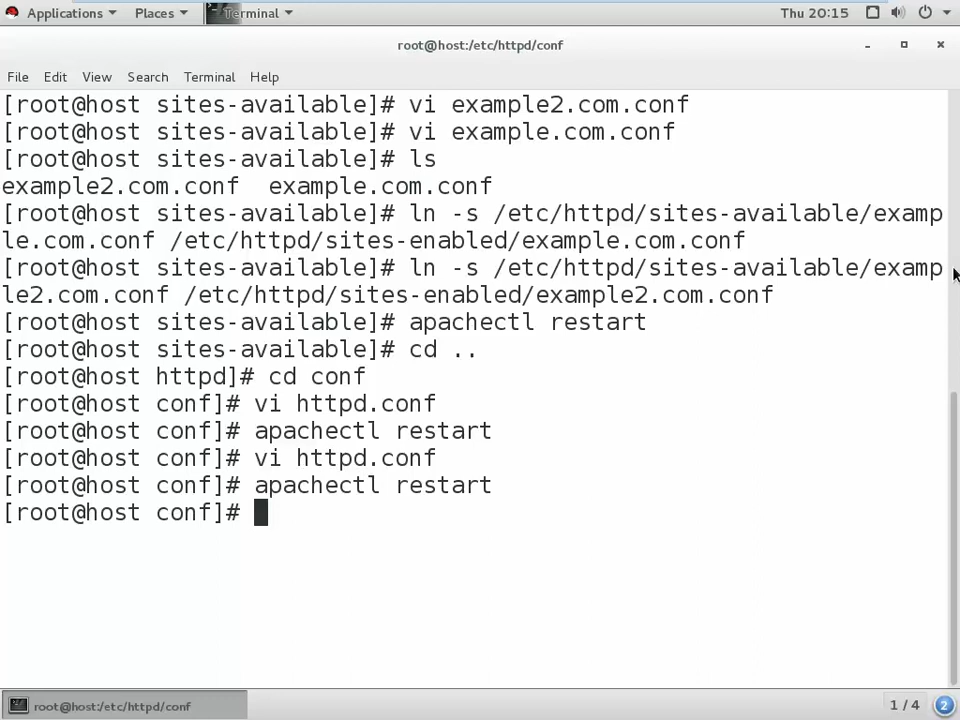 Applications Places Terminal Thu 20:15
root@host:/etc/httpd/conf
File Edit View Search Terminal Help
[root@host sites-available]# vi example2.com.conf
[root@host sites-available]# vi example.com.conf
[root@host sites-available]# ls
example2.com.conf  example.com.conf
[root@host sites-available]# ln -s /etc/httpd/sites-available/examp
le.com.conf /etc/httpd/sites-enabled/example.com.conf
[root@host sites-available]# ln -s /etc/httpd/sites-available/examp
le2.com.conf /etc/httpd/sites-enabled/example2.com.conf
[root@host sites-available]# apachectl restart
[root@host sites-available]# cd ..
[root@host httpd]# cd conf
[root@host conf]# vi httpd.conf
[root@host conf]# apachectl restart
[root@host conf]# vi httpd.conf
[root@host conf]# apachectl restart
[root@host conf]#
root@host:/etc/httpd/conf 1 / 4 2